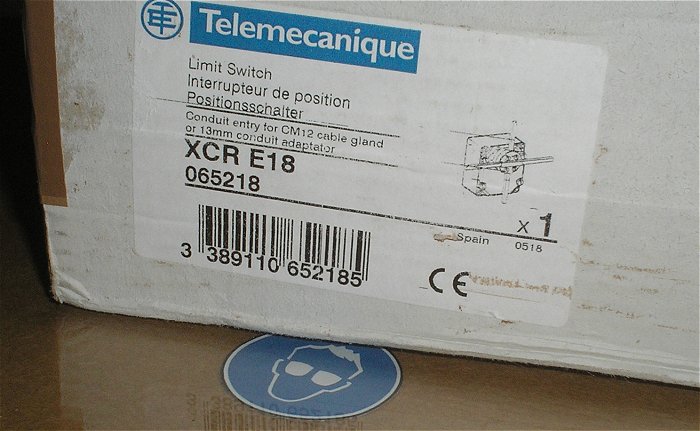 Telemecanique
Limit Switch
Interrupteur de position
Positionsschalter
Conduit entry for CM12 cable gland
or 13mm conduit adaptator
XCR E18
065218
x 1
Spain
0518
3 389110 652185
CE